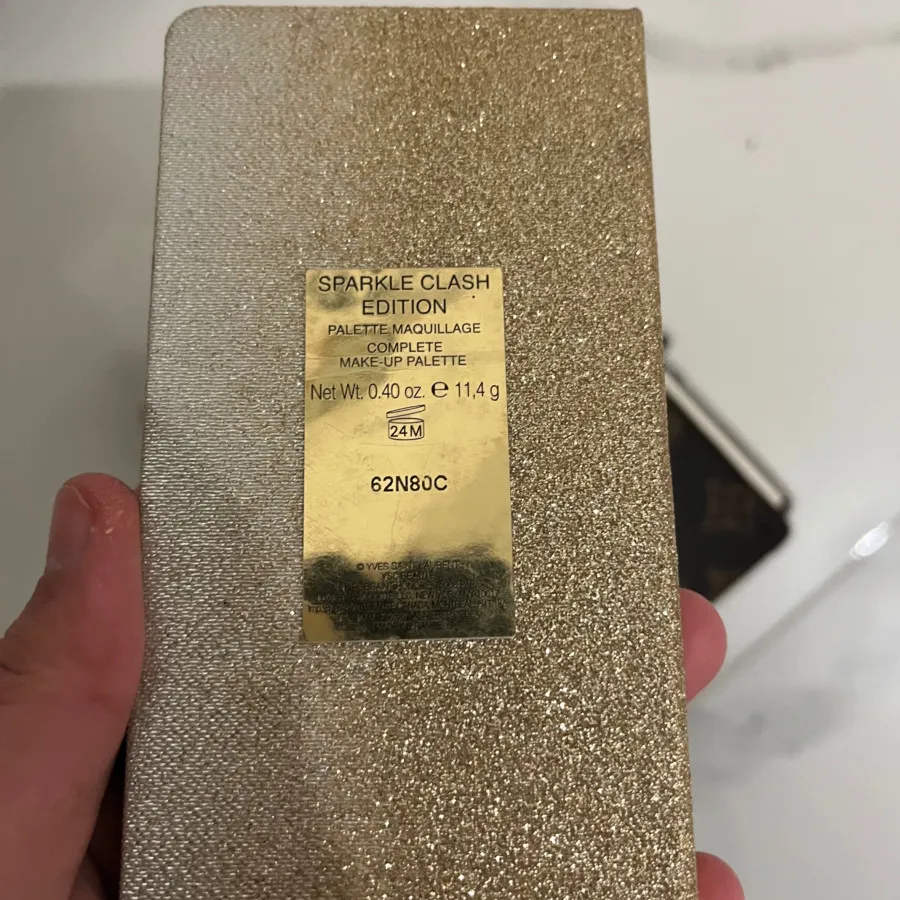 SPARKLE CLASH
EDITION
PALETTE MAQUILLAGE
COMPLETE
MAKE-UP PALETTE
Net Wt. 0.40 oz. ℮ 11,4 g
24M
62N80C
© YVES SAINT LAURENT